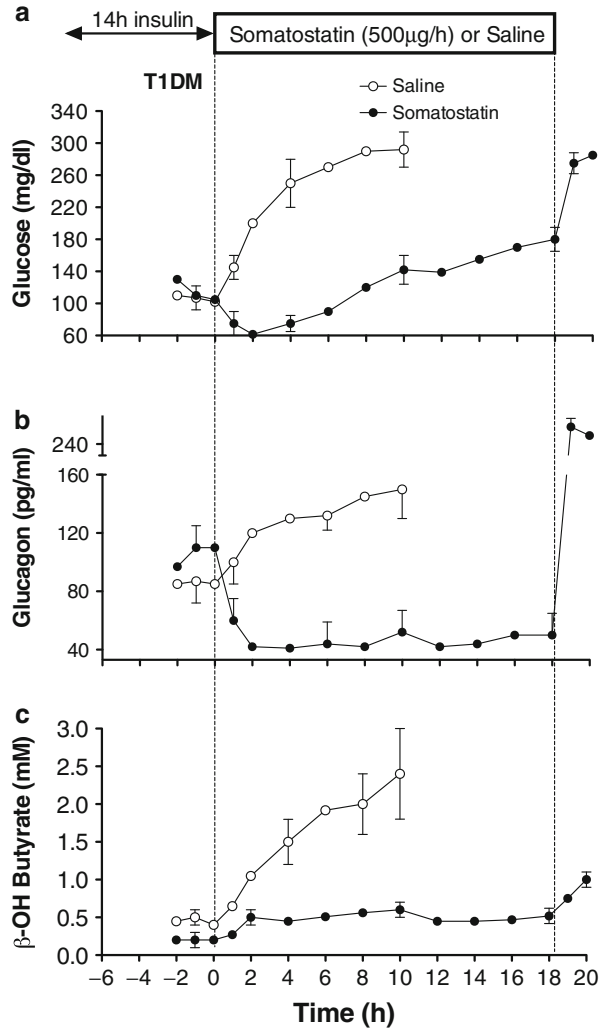 a
14h insulin
Somatostatin (500μg/h) or Saline
T1DM
Saline
Somatostatin
Glucose (mg/dl)
340
300
260
220
180
140
100
60
b
Glucagon (pg/ml)
240
160
120
80
40
c
β-OH Butyrate (mM)
3.0
2.5
2.0
1.5
1.0
0.5
0.0
−6 −4 −2 0 2 4 6 8 10 12 14 16 18 20
Time (h)